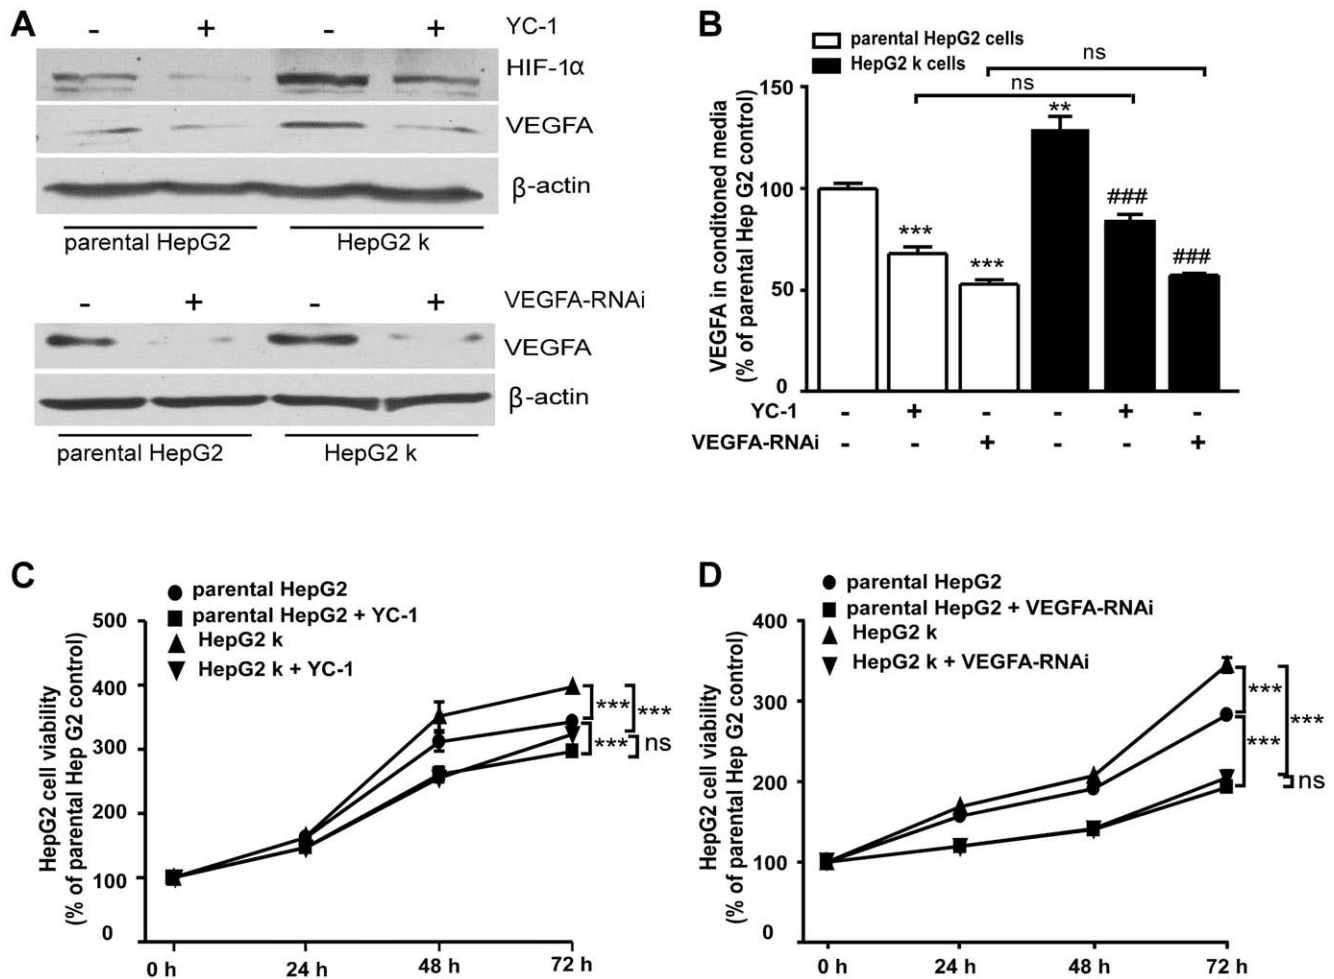 A
- + - + YC-1
HIF-1α
VEGFA
β-actin
parental HepG2 HepG2 k
- + - + VEGFA-RNAi
VEGFA
β-actin
parental HepG2 HepG2 k
B
parental HepG2 cells
HepG2 k cells
VEGFA in conditoned media
(% of parental Hep G2 control)
150
100
50
0
ns
ns
*** *** ** ### ###
YC-1 - + - - + -
VEGFA-RNAi - - + - - +
C
parental HepG2
parental HepG2 + YC-1
HepG2 k
HepG2 k + YC-1
HepG2 cell viability
(% of parental Hep G2 control)
500
400
300
200
100
0
*** ***
*** ns
0 h 24 h 48 h 72 h
D
parental HepG2
parental HepG2 + VEGFA-RNAi
HepG2 k
HepG2 k + VEGFA-RNAi
HepG2 cell viability
(% of parental Hep G2 control)
400
300
200
100
0
***
***
***
ns
0 h 24 h 48 h 72 h